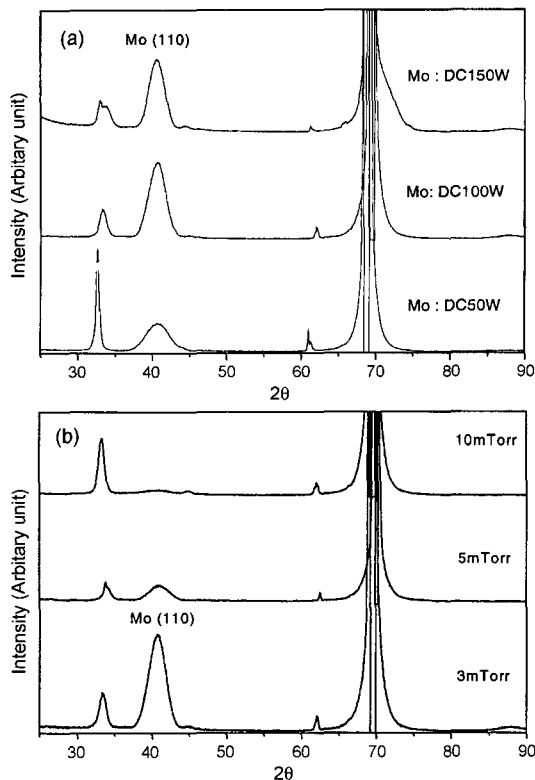 (a)
Mo (110)
Mo : DC150W
Mo: DC100W
Mo : DC50W
Intensity (Arbitary unit)
30 40 50 60 70 80 90
2θ
(b)
10mTorr
5mTorr
Mo (110)
3mTorr
Intensity (Arbitary unit)
30 40 50 60 70 80 90
2θ